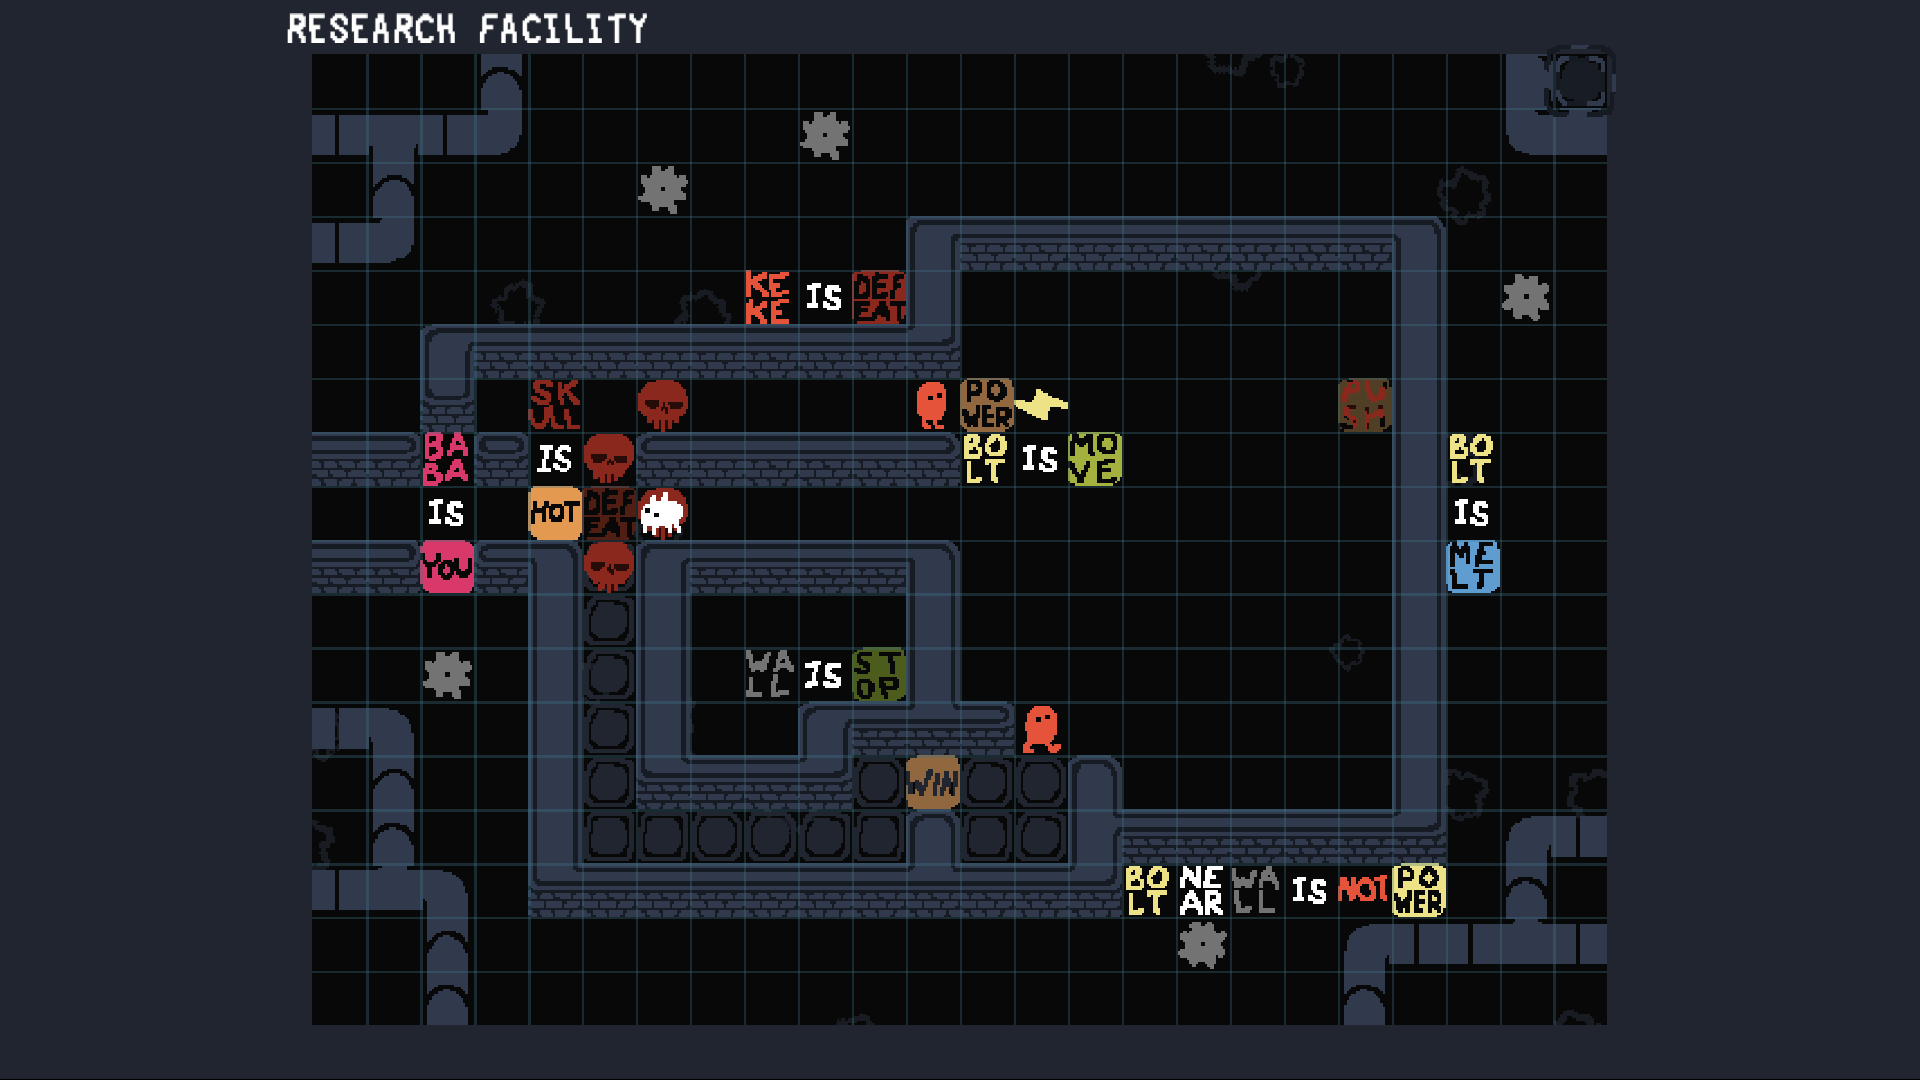 RESEARCH FACILITY
KEKE IS DEFEAT
SKULL POWER PUSH
BABA IS BOLT IS MOVE BOLT
IS HOT DEFEAT IS
YOU MELT
WALL IS STOP
WIN
BOLT NEAR WALL IS NOT POWER